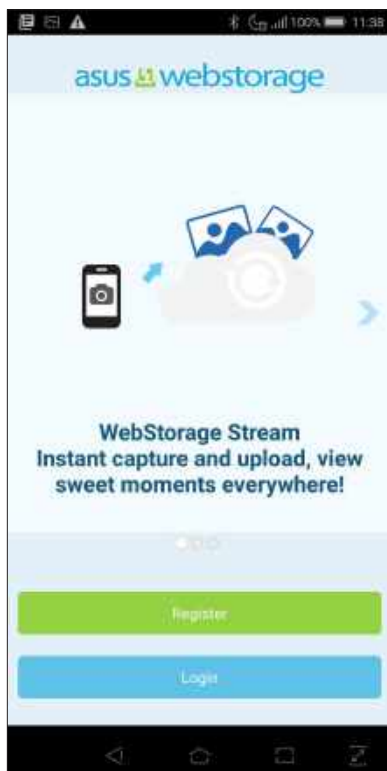 100% 11:38
asus webstorage
WebStorage Stream
Instant capture and upload, view
sweet moments everywhere!
Register
Login